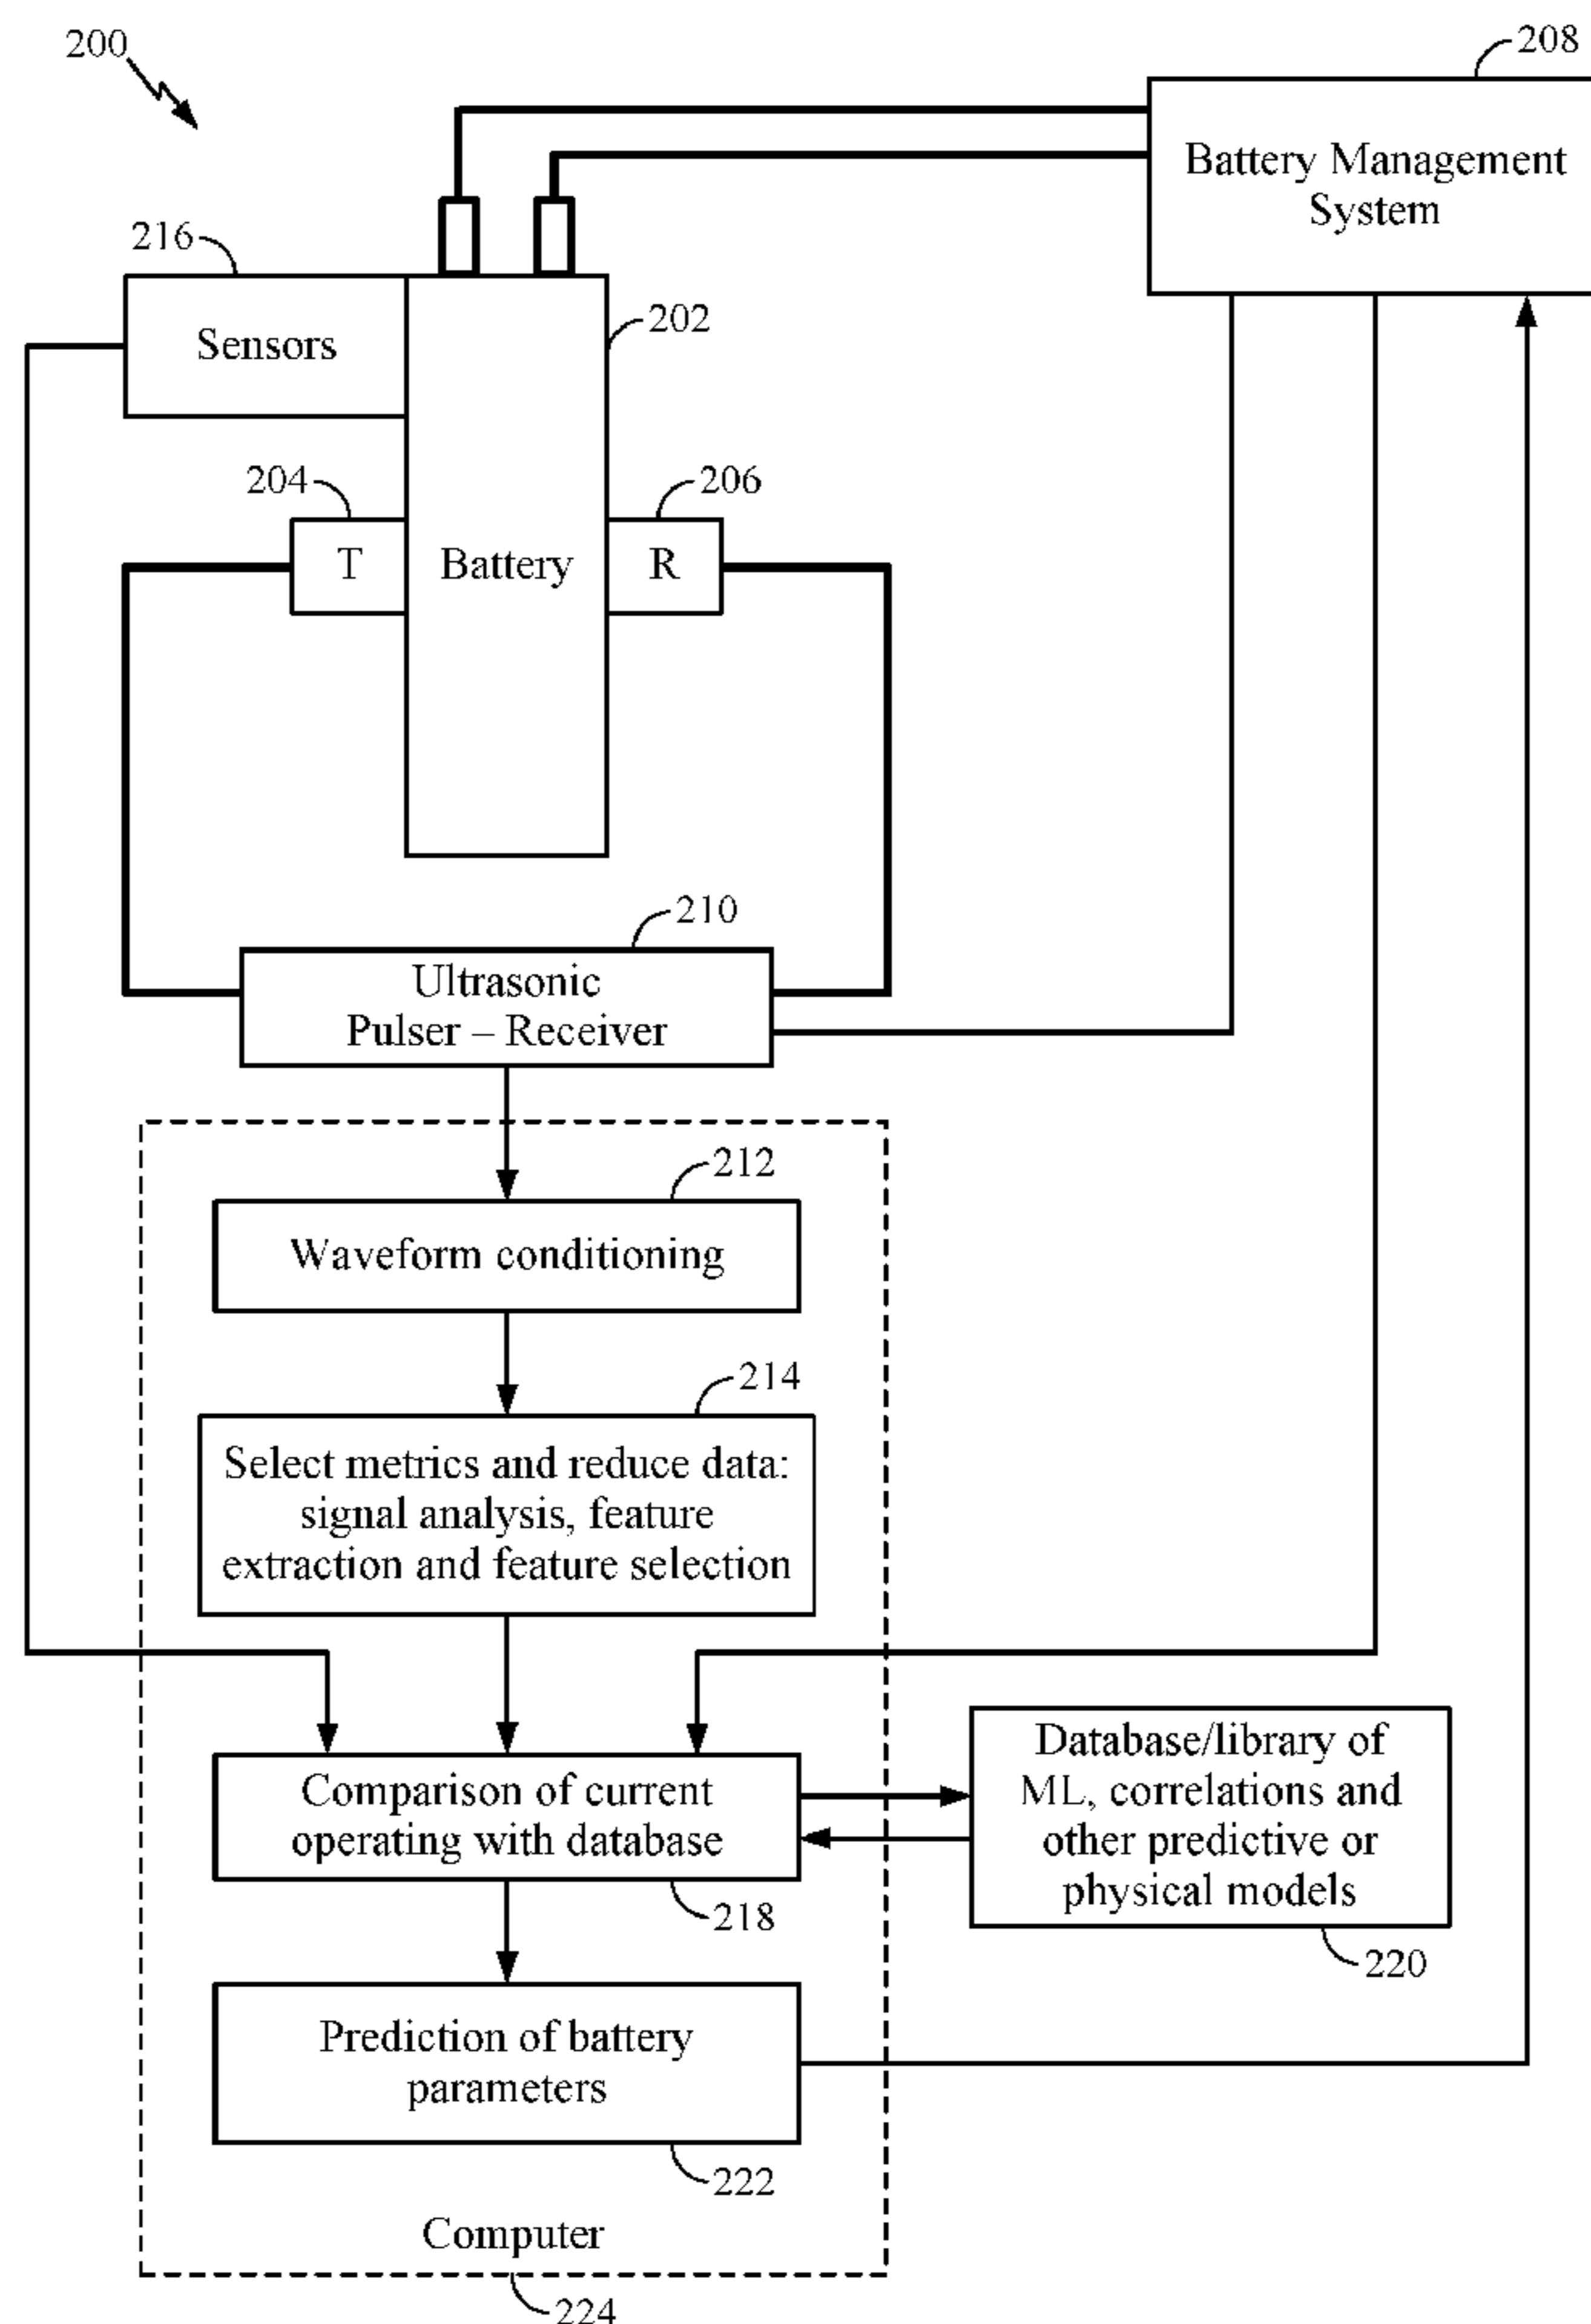 200
208
Battery Management
System
216
Sensors
202
204
206
T
Battery
R
210
Ultrasonic
Pulser – Receiver
212
Waveform conditioning
214
Select metrics and reduce data:
signal analysis, feature
extraction and feature selection
Comparison of current
operating with database
218
Database/library of
ML, correlations and
other predictive or
physical models
220
Prediction of battery
parameters
222
Computer
224